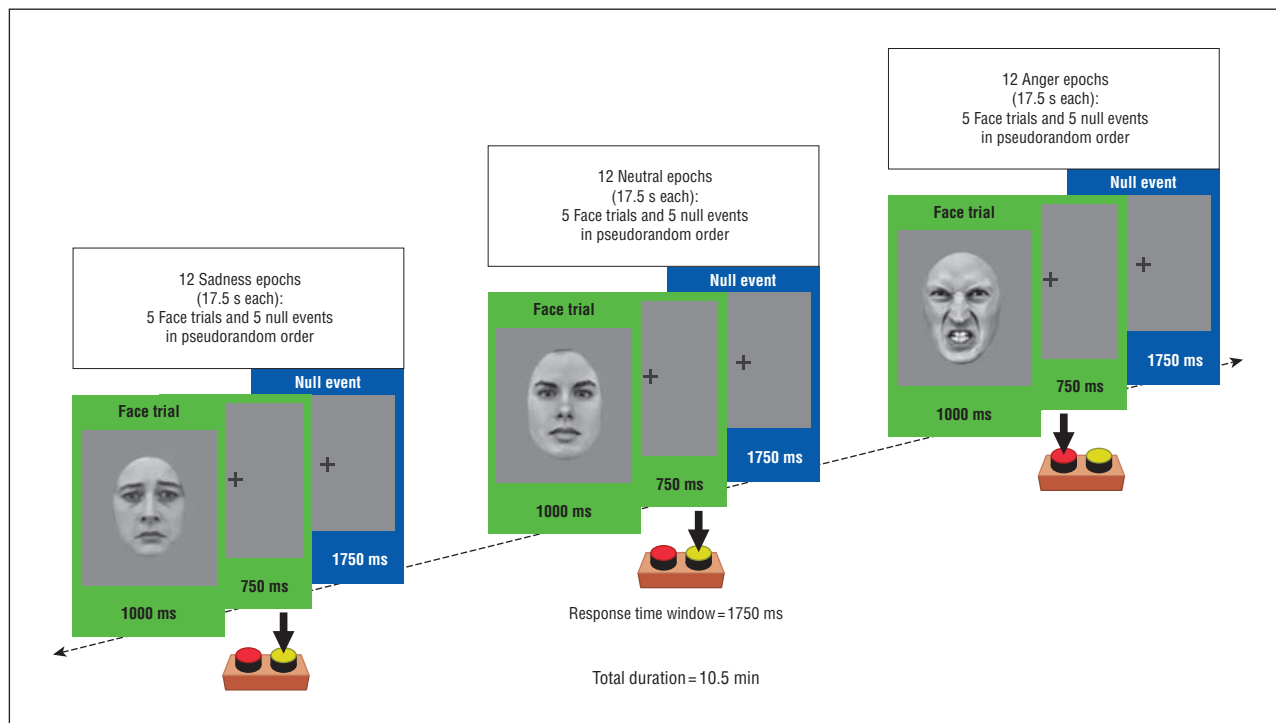 12 Sadness epochs
(17.5 s each):
5 Face trials and 5 null events
in pseudorandom order
Null event
Face trial
1750 ms
750 ms
1000 ms
12 Neutral epochs
(17.5 s each):
5 Face trials and 5 null events
in pseudorandom order
Null event
Face trial
1750 ms
750 ms
1000 ms
Response time window = 1750 ms
Total duration = 10.5 min
12 Anger epochs
(17.5 s each):
5 Face trials and 5 null events
in pseudorandom order
Null event
Face trial
1750 ms
750 ms
1000 ms